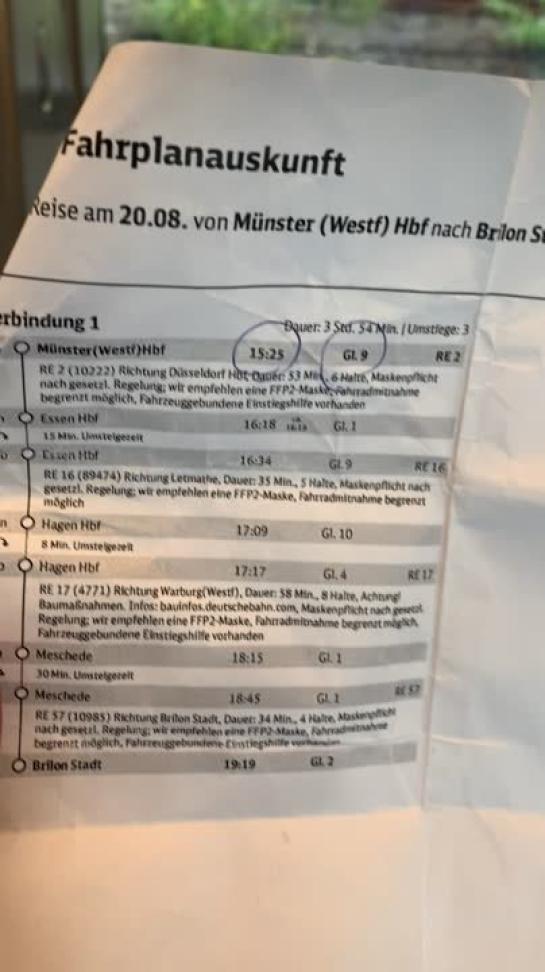 Fahrplanauskunft
Reise am 20.08. von Münster (Westf) Hbf nach Brilon St
erbindung 1 Dauer: 3 Std. 54 Min. / Umstiege: 3
Münster(Westf)Hbf 15:25 Gl. 9 RE 2
RE 2 (10222) Richtung Düsseldorf Hbf, Dauer: 53 Min., 6 Halte, Maskenpflicht
nach gesetzl. Regelung; wir empfehlen eine FFP2-Maske, Fahrradmitnahme
begrenzt möglich, Fahrzeuggebundene Einstiegshilfe vorhanden
Essen Hbf 16:18 Gl. 1
15 Min. Umsteigezeit
Essen Hbf 16:34 Gl. 9 RE 16
RE 16 (89474) Richtung Letmathe, Dauer: 35 Min., 5 Halte, Maskenpflicht nach
gesetzl. Regelung; wir empfehlen eine FFP2-Maske, Fahrradmitnahme begrenzt
möglich
Hagen Hbf 17:09 Gl. 10
8 Min. Umsteigezeit
Hagen Hbf 17:17 Gl. 4 RE 17
RE 17 (4771) Richtung Warburg(Westf), Dauer: 58 Min., 8 Halte, Achtung!
Baumaßnahmen. Infos: bauinfos.deutschebahn.com, Maskenpflicht nach gesetzl.
Regelung; wir empfehlen eine FFP2-Maske, Fahrradmitnahme begrenzt möglich,
Fahrzeuggebundene Einstiegshilfe vorhanden
Meschede 18:15 Gl. 1
30 Min. Umsteigezeit
Meschede 18:45 Gl. 1 RE 57
RE 57 (10985) Richtung Brilon Stadt, Dauer: 34 Min., 4 Halte, Maskenpflicht
nach gesetzl. Regelung; wir empfehlen eine FFP2-Maske, Fahrradmitnahme
begrenzt möglich, Fahrzeuggebundene Einstiegshilfe vorhanden
Brilon Stadt 19:19 Gl. 2